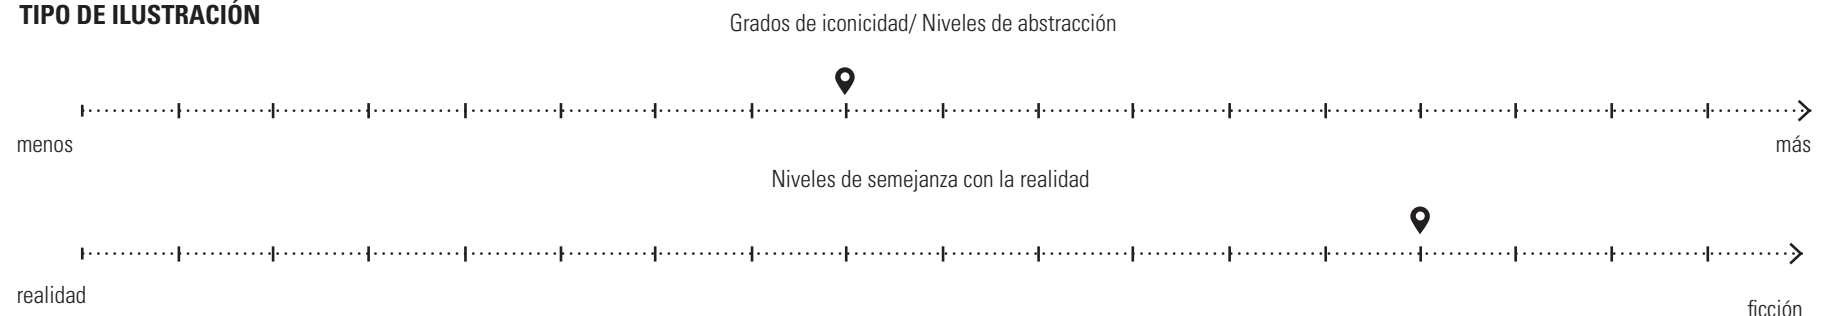 TIPO DE ILUSTRACIÓN
Grados de iconicidad/ Niveles de abstracción
menos
más
Niveles de semejanza con la realidad
realidad
ficción